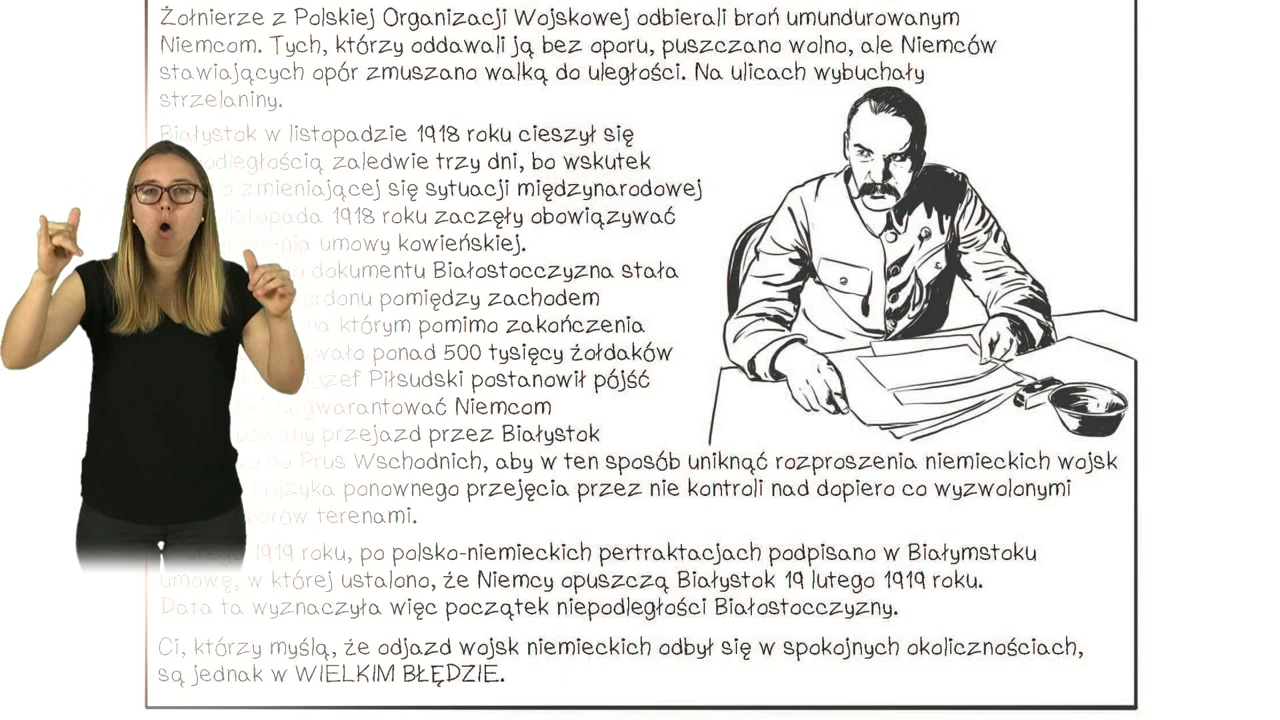 Żołnierze z Polskiej Organizacji Wojskowej odbierali broń umundurowanym
Niemcom. Tych, którzy oddawali ją bez oporu, puszczano wolno, ale Niemców
stawiających opór zmuszano walką do uległości. Na ulicach wybuchały
strzelaniny.
Białystok w listopadzie 1918 roku cieszył się
zaledwie trzy dni, bo wskutek
zmieniającej się sytuacji międzynarodowej
1918 roku zaczęły obowiązywać
umowy kowieńskiej.
dokumentu Białostocczyzna stała
pomiędzy zachodem
na którym pomimo zakończenia
ponad 500 tysięcy żołdaków
Piłsudski postanowił pójść
zagwarantować Niemcom
przejazd przez Białystok
do Prus Wschodnich, aby w ten sposób uniknąć rozproszenia niemieckich wojsk
ryzyka ponownego przejęcia przez nie kontroli nad dopiero co wyzwolonymi
terenami.
1919 roku, po polsko-niemieckich pertraktacjach podpisano w Białymstoku
umowę, w której ustalono, że Niemcy opuszczą Białystok 19 lutego 1919 roku.
Data ta wyznaczyła więc początek niepodległości Białostocczyzny.
Ci, którzy myślą, że odjazd wojsk niemieckich odbył się w spokojnych okolicznościach,
są jednak w WIELKIM BŁĘDZIE.